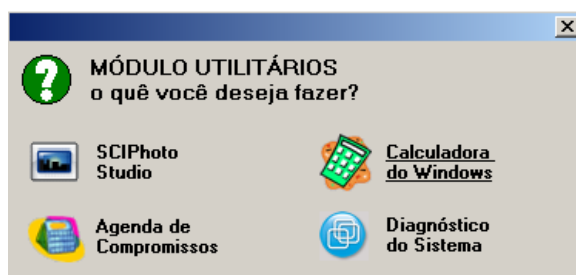 MÓDULO UTILITÁRIOS
o quê você deseja fazer?
SCIPhoto
Studio
Calculadora
do Windows
Agenda de
Compromissos
Diagnóstico
do Sistema